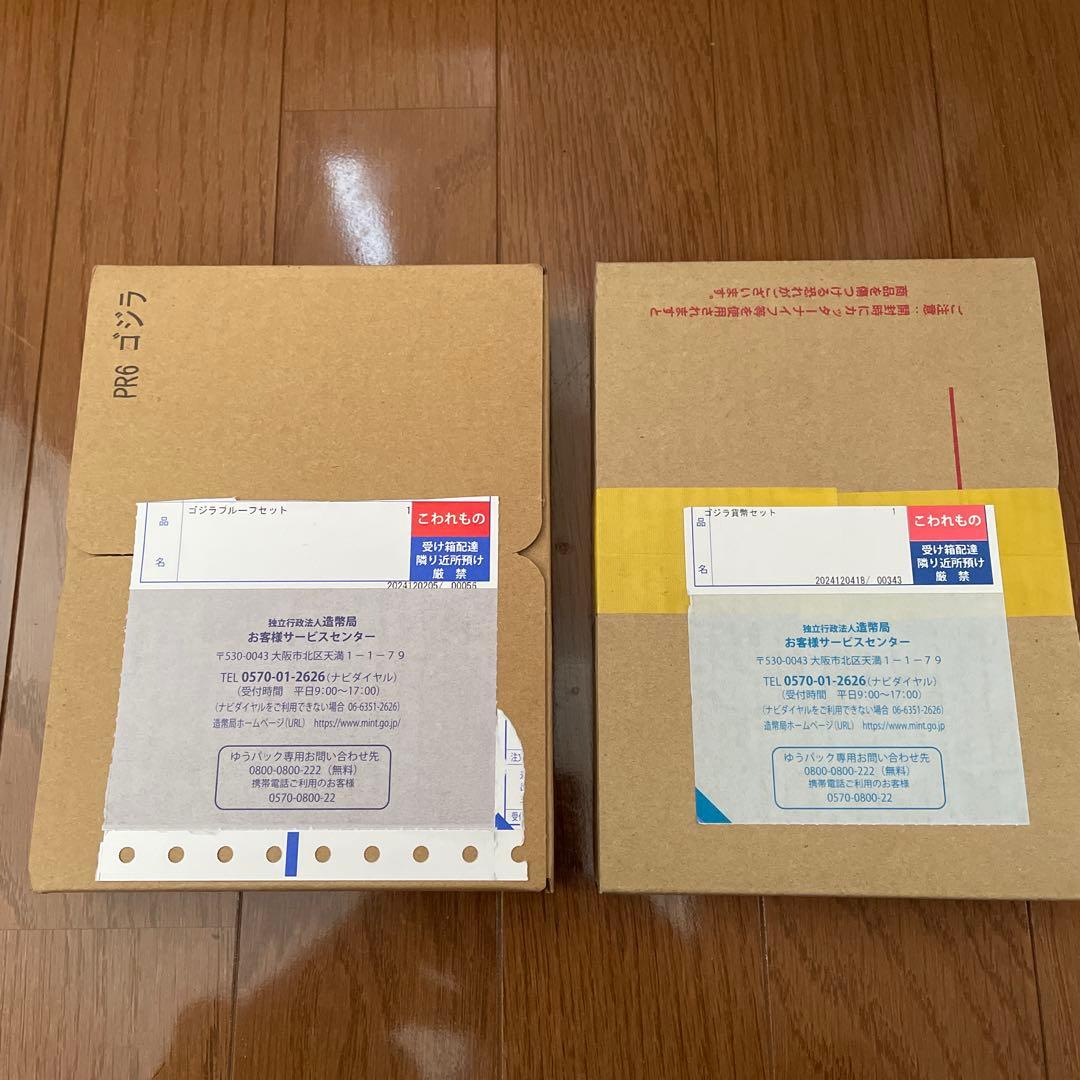 PR6 ゴジラ
品
名
ゴジラプルーフセット 1
こわれもの
受け箱配達
隣り近所預け
厳 禁
2024120205/ 00056
独立行政法人造幣局
お客様サービスセンター
〒530-0043 大阪市北区天満1-1-79
TEL 0570-01-2626(ナビダイヤル)
(受付時間 平日9:00〜17:00)
(ナビダイヤルをご利用できない場合 06-6351-2626)
造幣局ホームページ(URL) https://www.mint.go.jp/
ゆうパック専用お問い合わせ先
0800-0800-222(無料)
携帯電話ご利用のお客様
0570-0800-22
ご注意:開封時にカッターナイフ等を使用されますと
商品を傷つける恐れがございます。
品
名
ゴジラ貨幣セット 1
こわれもの
受け箱配達
隣り近所預け
厳 禁
2024120418/ 00343
独立行政法人造幣局
お客様サービスセンター
〒530-0043 大阪市北区天満1-1-79
TEL 0570-01-2626(ナビダイヤル)
(受付時間 平日9:00〜17:00)
(ナビダイヤルをご利用できない場合 06-6351-2626)
造幣局ホームページ(URL) https://www.mint.go.jp/
ゆうパック専用お問い合わせ先
0800-0800-222(無料)
携帯電話ご利用のお客様
0570-0800-22